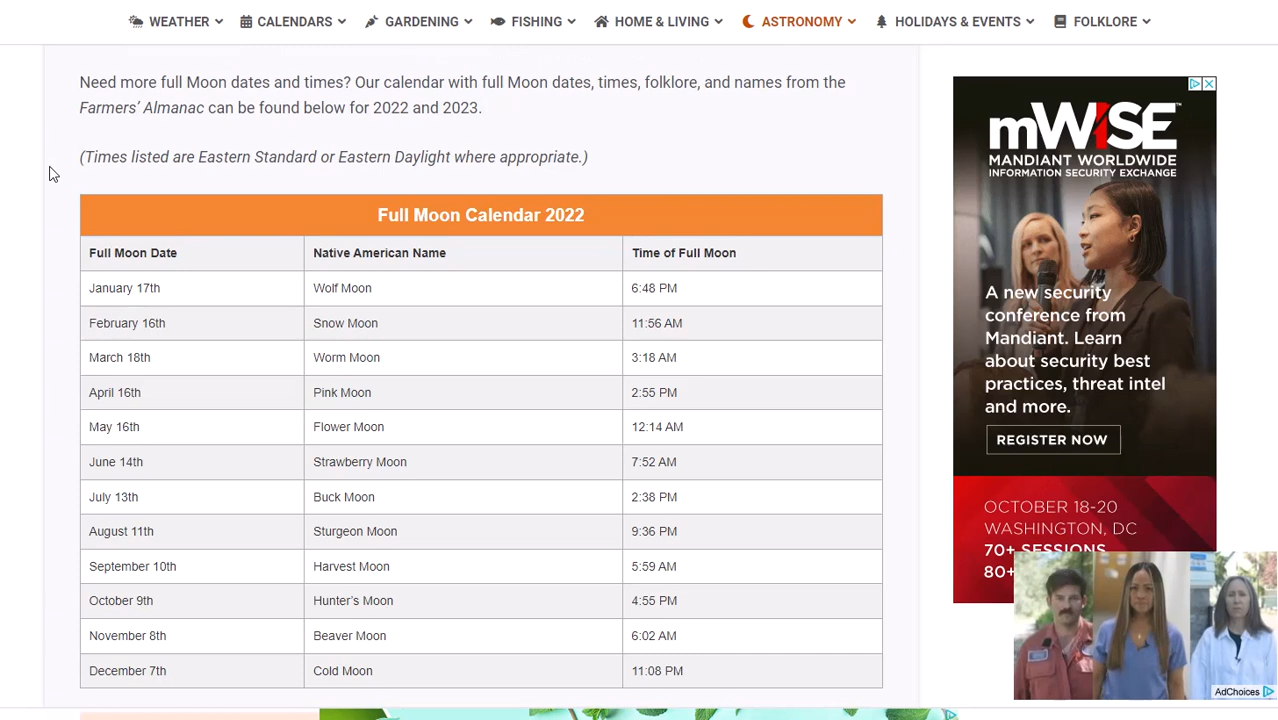 WEATHER CALENDARS GARDENING FISHING HOME & LIVING ASTRONOMY HOLIDAYS & EVENTS FOLKLORE
Need more full Moon dates and times? Our calendar with full Moon dates, times, folklore, and names from the
Farmers’ Almanac can be found below for 2022 and 2023.
(Times listed are Eastern Standard or Eastern Daylight where appropriate.)
Full Moon Calendar 2022
Full Moon Date Native American Name Time of Full Moon
January 17th Wolf Moon 6:48 PM
February 16th Snow Moon 11:56 AM
March 18th Worm Moon 3:18 AM
April 16th Pink Moon 2:55 PM
May 16th Flower Moon 12:14 AM
June 14th Strawberry Moon 7:52 AM
July 13th Buck Moon 2:38 PM
August 11th Sturgeon Moon 9:36 PM
September 10th Harvest Moon 5:59 AM
October 9th Hunter’s Moon 4:55 PM
November 8th Beaver Moon 6:02 AM
December 7th Cold Moon 11:08 PM
mWISE™
MANDIANT WORLDWIDE
INFORMATION SECURITY EXCHANGE
A new security
conference from
Mandiant. Learn
about security best
practices, threat intel
and more.
REGISTER NOW
OCTOBER 18-20
WASHINGTON, DC
70+ SESSIONS
80+
AdChoices